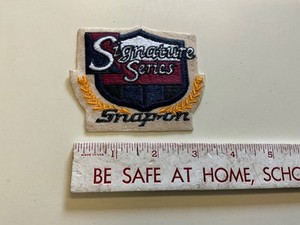 Signature
Series
Snap-on
1 2 3 4 5
BE SAFE AT HOME, SCHO